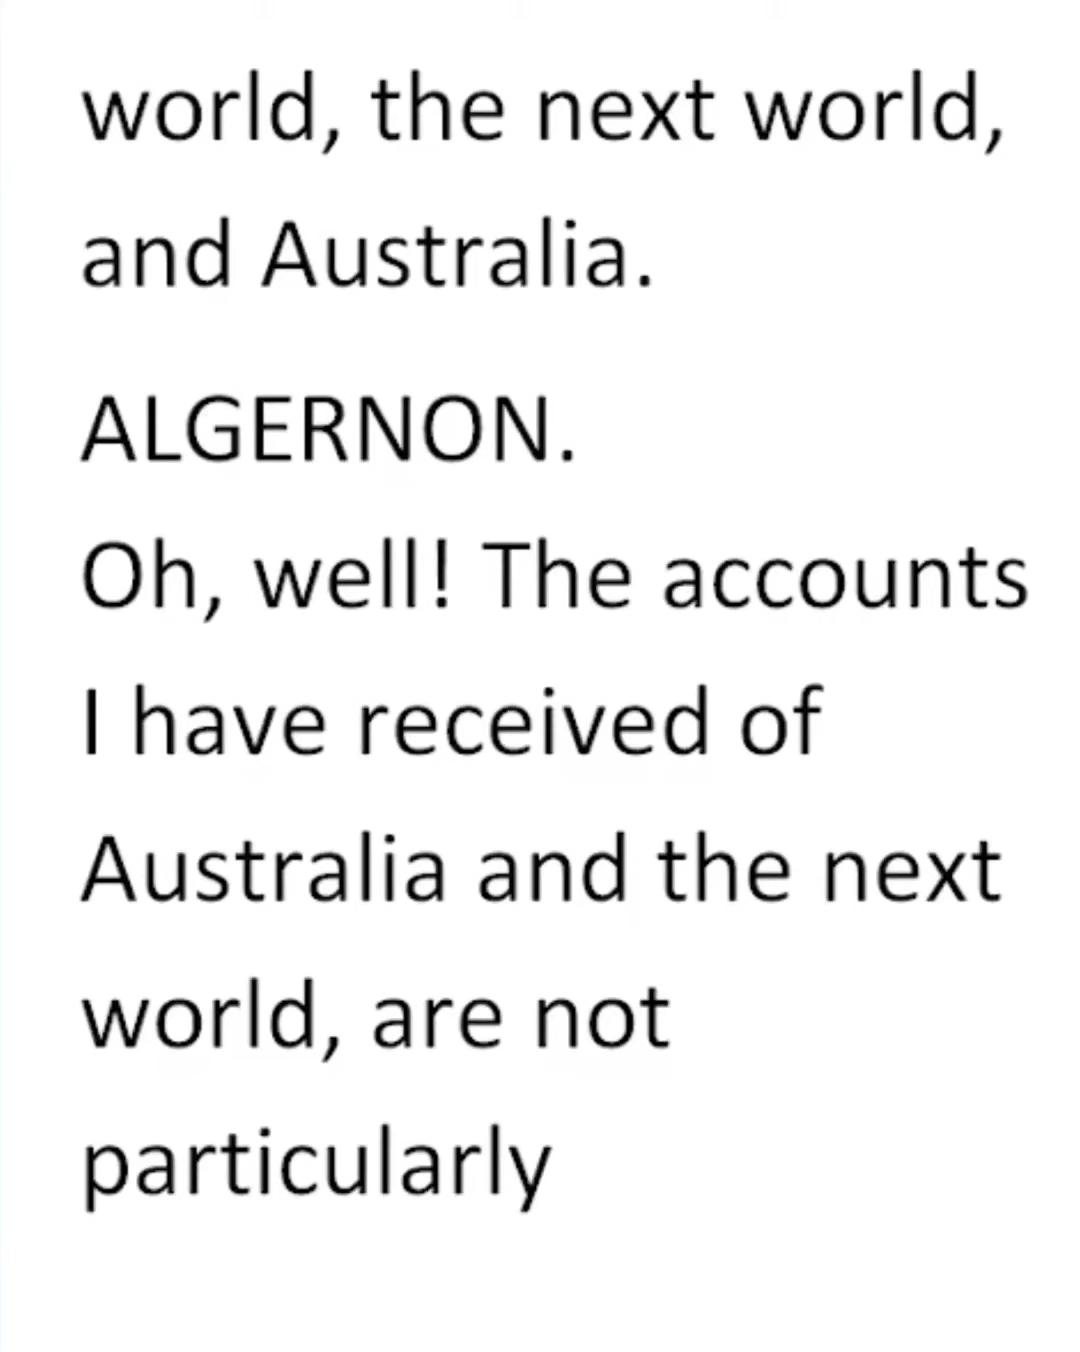 world, the next world,
and Australia.
ALGERNON.
Oh, well! The accounts
I have received of
Australia and the next
world, are not
particularly